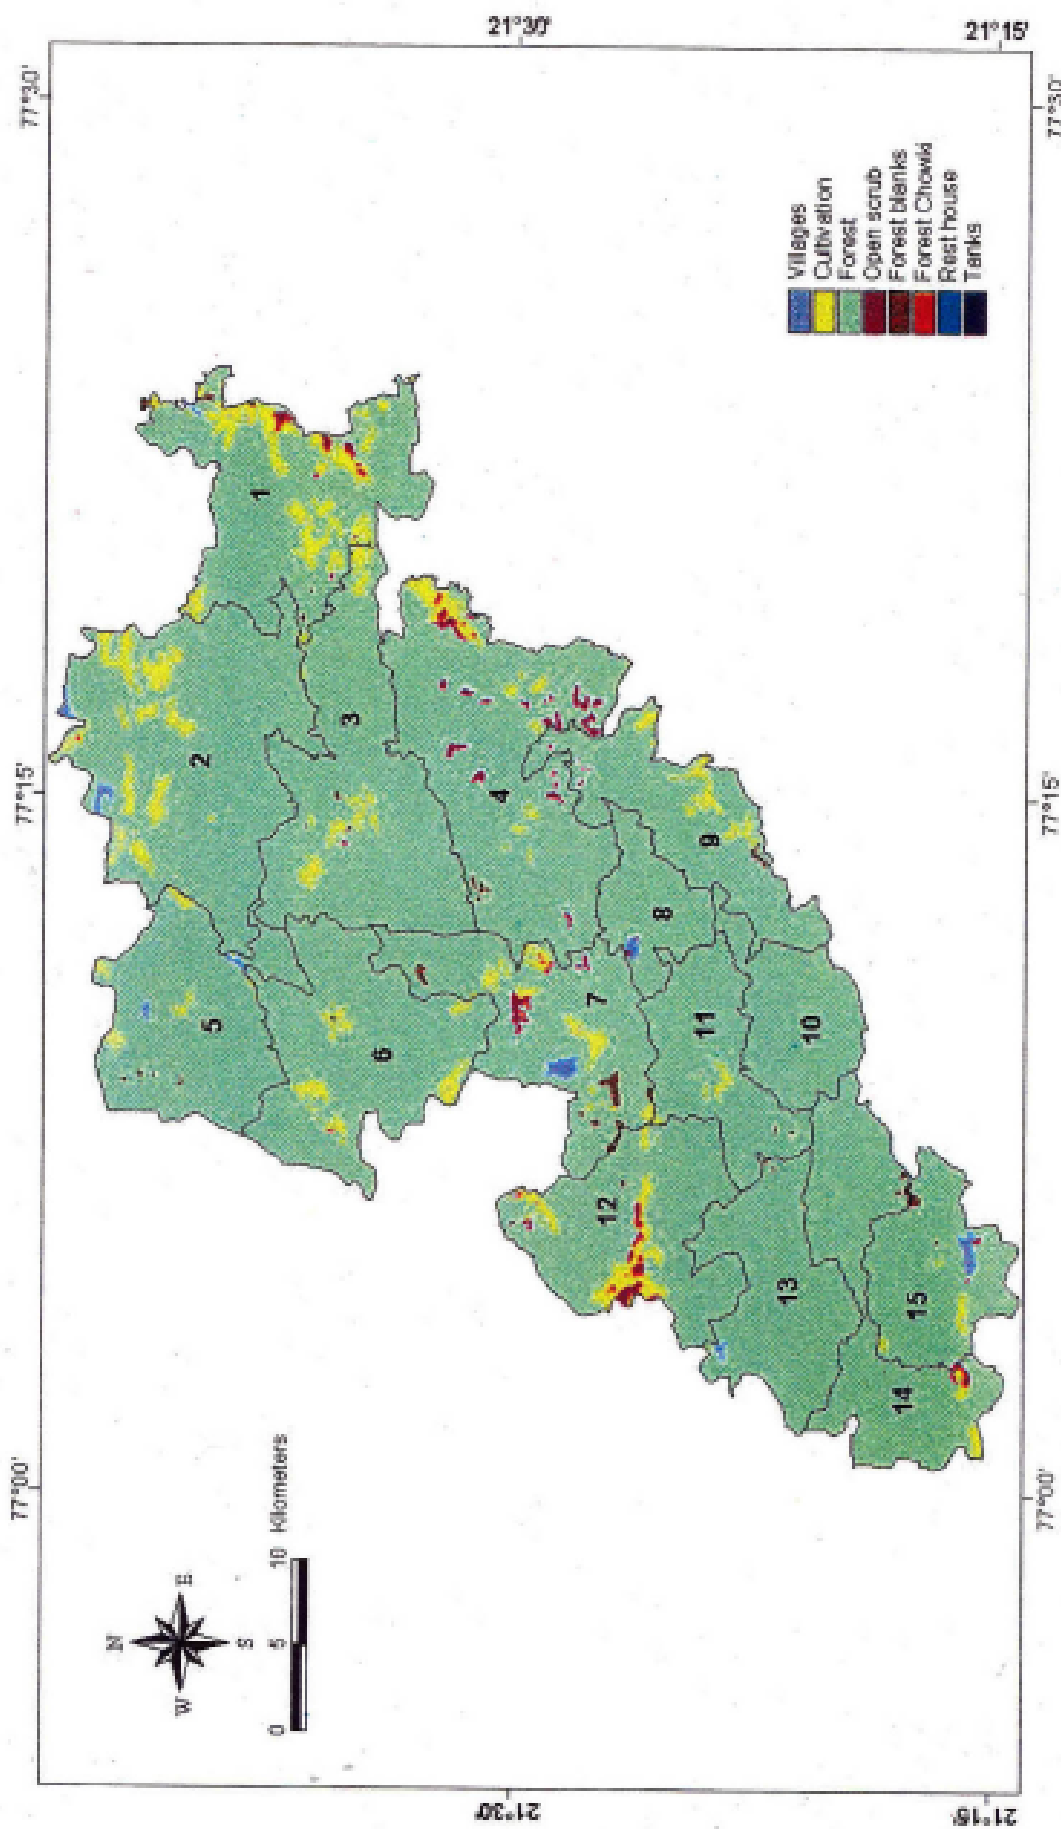 21°30'
21°15'
77°30'
77°30'
Villages
Cultivation
Forest
Open scrub
Forest blanks
Forest Chowki
Rest house
Tanks
1
2
3
4
5
6
7
8
9
10
11
12
13
14
15
77°15'
77°15'
77°00'
77°00'
N
E
S
W
0 5 10 Kilometers
21°30'
21°15'